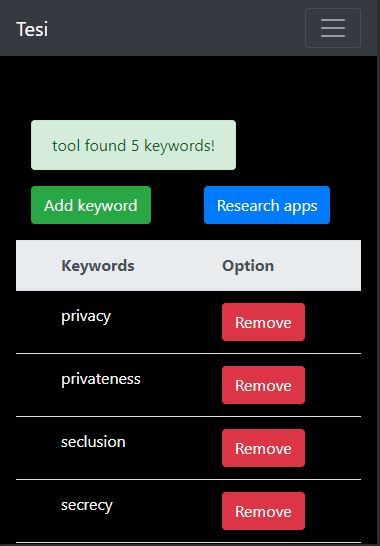 Tesi
tool found 5 keywords!
Add keyword Research apps
Keywords Option
privacy Remove
privateness Remove
seclusion Remove
secrecy Remove